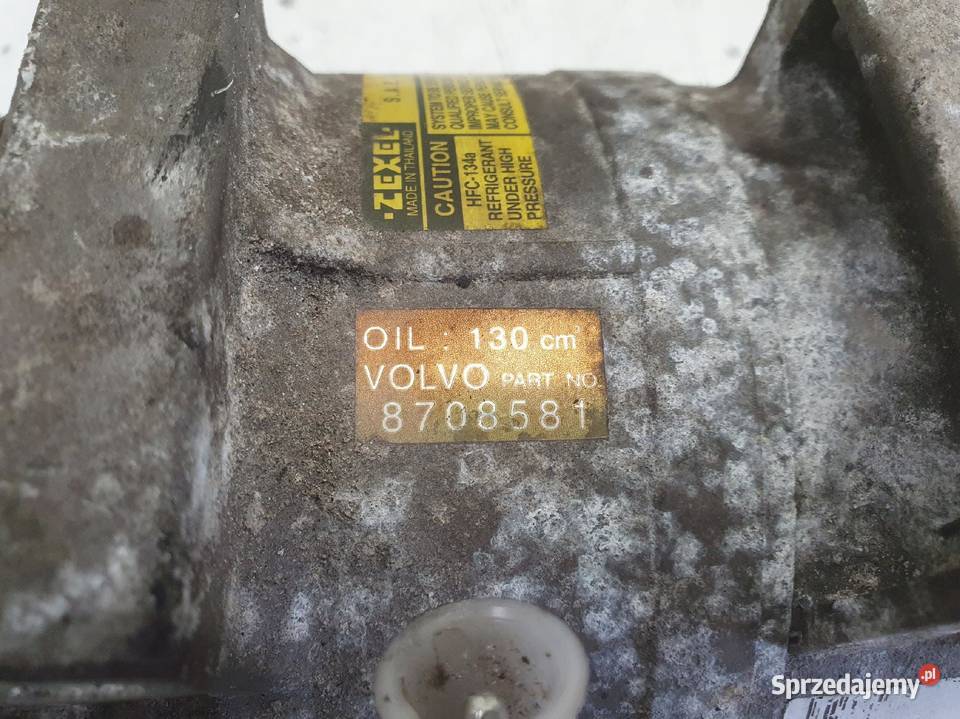 ·ZEXEL·
MADE IN THAILAND
CAUTION
HFC-134a
REFRIGERANT
UNDER HIGH
PRESSURE
OIL : 130 cm³
VOLVO PART NO.
8708581
Sprzedajemy.pl